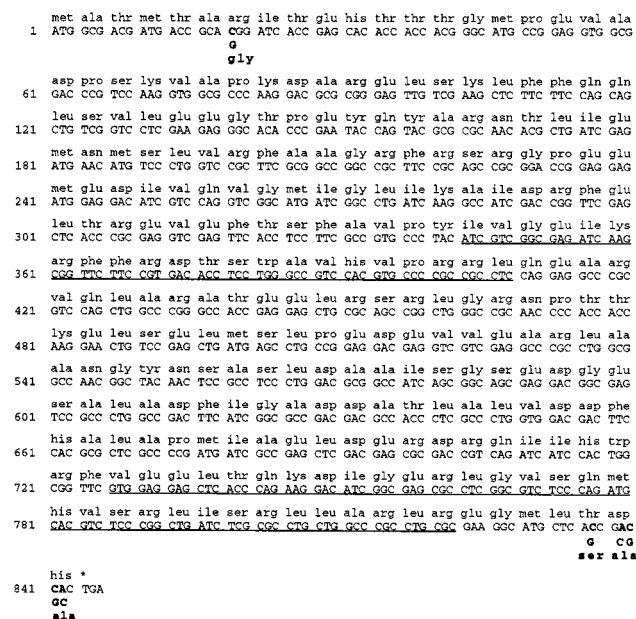 met ala thr met thr ala arg ile thr glu his thr thr thr gly met pro glu val ala
1 ATG GCG ACG ATG ACC GCA CGG ATC ACC GAG CAC ACC ACC ACG GGC ATG CCG GAG GTG GCG
G
gly
asp pro ser lys val ala pro lys asp ala arg glu leu ser lys leu phe phe gln gln
61 GAC CCG TCC AAG GTG GCG CCC AAG GAC GCG CGG GAG TTG TCG AAG CTC TTC TTC CAG CAG
leu ser val leu glu glu gly thr pro glu tyr gln tyr ala arg asn thr leu ile glu
121 CTG TCG GTC CTC GAA GAG GGC ACA CCC GAA TAC CAG TAC GCG CGC AAC ACG CTG ATC GAG
met asn met ser leu val arg phe ala ala gly arg phe arg ser arg gly pro glu glu
181 ATG AAC ATG TCC CTG GTC CGC TTC GCG GCC GGC CGC TTC CGC AGC CGC GGA CCG GAG GAG
met glu asp ile val gln val gly met ile gly leu ile lys ala ile asp arg phe glu
241 ATG GAG GAC ATC GTC CAG GTC GGC ATG ATC GGC CTG ATC AAG GCC ATC GAC CGG TTC GAG
leu thr arg glu val glu phe thr ser phe ala val pro tyr ile val gly glu ile lys
301 CTC ACC CGC GAG GTC GAG TTC ACC TCC TTC GCC GTG CCC TAC ATC GTC GGC GAG ATC AAG
arg phe phe arg asp thr ser trp ala val his val pro arg arg leu gln glu ala arg
361 CGG TTC TTC CGT GAC ACC TCC TGG GCC GTC CAC GTG CCC CGC CGC CTC CAG GAG GCC CGC
val gln leu ala arg ala thr glu glu leu arg ser arg leu gly arg asn pro thr thr
421 GTC CAG CTG GCC CGG GCC ACC GAG GAG CTG CGC AGC CGG CTG GGC CGC AAC CCC ACC ACC
lys glu leu ser glu leu met ser leu pro glu asp glu val val glu ala arg leu ala
481 AAG GAA CTG TCC GAG CTG ATG AGC CTG CCG GAG GAC GAG GTC GTC GAG GCC CGC CTG GCG
ala asn gly tyr asn ser ala ser leu asp ala ala ile ser gly ser glu asp gly glu
541 GCC AAC GGC TAC AAC TCC GCC TCC CTG GAC GCG GCC ATC AGC GGC AGC GAG GAC GGC GAG
ser ala leu ala asp phe ile gly ala asp asp ala thr leu ala leu val asp asp phe
601 TCC GCC CTG GCC GAC TTC ATC GGC GCC GAC GAC GCC ACC CTC GCC CTG GTG GAC GAC TTC
his ala leu ala pro met ile ala glu leu asp glu arg asp arg gln ile ile his trp
661 CAC GCG CTC GCC CCG ATG ATC GCC GAG CTC GAC GAG CGC GAC CGT CAG ATC ATC CAC TGG
arg phe val glu glu leu thr gln lys asp ile gly glu arg leu gly val ser gln met
721 CGG TTC GTG GAG GAG CTC ACC CAG AAG GAC ATC GGC GAG CGC CTC GGC GTC TCC CAG ATG
his val ser arg leu ile ser arg leu leu ala arg leu arg glu gly met leu thr asp
781 CAC GTC TCC CGG CTG ATC TCG CGC CTG CTG GCC CGC CTG CGC GAA GGC ATG CTC ACC GAC
G CG
ser ala
his *
841 CAC TGA
GC
ala